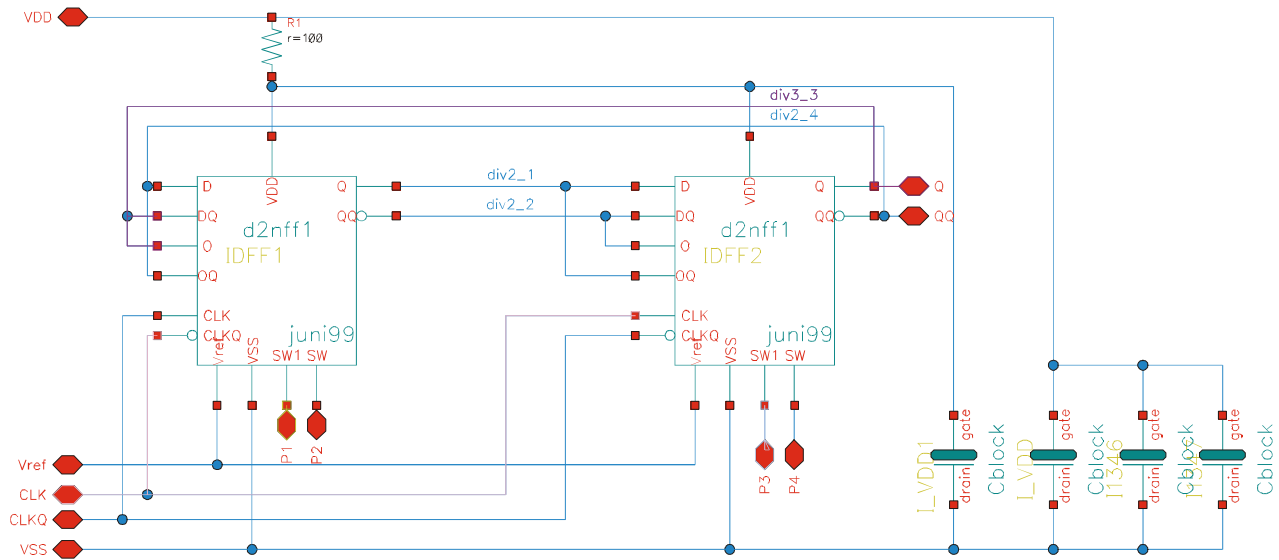 VDD
R1
r=100
div3_3
div2_4
div2_1
div2_2
D
VDD
Q
DQ
QQ
d2nff1
O
IDFF1
OQ
CLK
CLKQ
juni99
Vref
VSS
SW1
SW
D
VDD
Q
Q
DQ
QQ
QQ
d2nff1
O
IDFF2
OQ
CLK
CLKQ
juni99
Vref
VSS
SW1
SW
P1
P2
P3
P4
Vref
CLK
CLKQ
VSS
gate
drain
I_VDD1
Cblock
gate
drain
I_VDD
Cblock
gate
drain
I1346
Cblock
gate
drain
Cblock